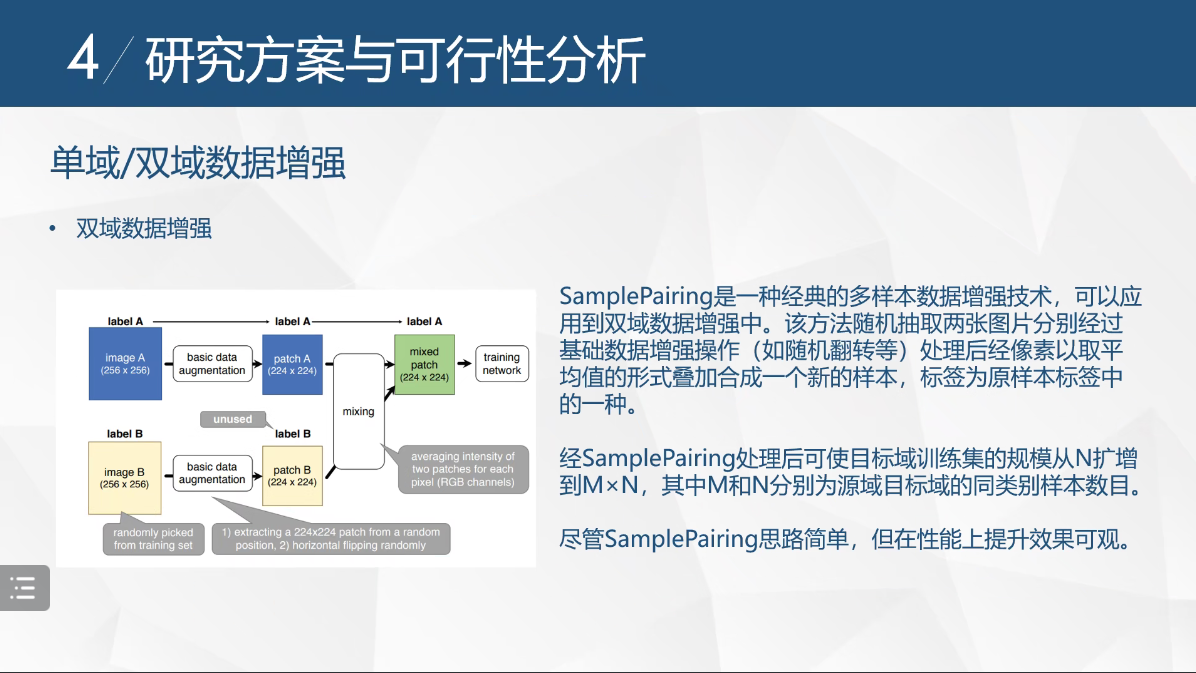 4/研究方案与可行性分析
单域/双域数据增强
• 双域数据增强
label A
label A
label A
image A
(256 x 256)
basic data
augmentation
patch A
(224 x 224)
mixed
patch
(224 x 224)
training
network
mixing
unused
label B
label B
image B
(256 x 256)
basic data
augmentation
patch B
(224 x 224)
averaging intensity of
two patches for each
pixel (RGB channels)
randomly picked
from training set
1) extracting a 224x224 patch from a random
position, 2) horizontal flipping randomly
SamplePairing是一种经典的多样本数据增强技术，可以应
用到双域数据增强中。该方法随机抽取两张图片分别经过
基础数据增强操作（如随机翻转等）处理后经像素以取平
均值的形式叠加合成一个新的样本，标签为原样本标签中
的一种。
经SamplePairing处理后可使目标域训练集的规模从N扩增
到M×N，其中M和N分别为源域目标域的同类别样本数目。
尽管SamplePairing思路简单，但在性能上提升效果可观。